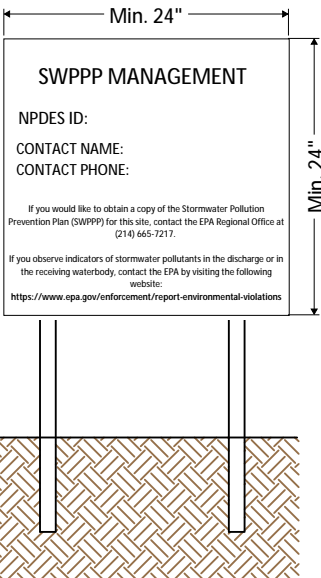 Min. 24"
SWPPP MANAGEMENT
NPDES ID:
CONTACT NAME:
CONTACT PHONE:
If you would like to obtain a copy of the Stormwater Pollution
Prevention Plan (SWPPP) for this site, contact the EPA Regional Office at
(214) 665-7217.
If you observe indicators of stormwater pollutants in the discharge or in
the receiving waterbody, contact the EPA by visiting the following
website:
https://www.epa.gov/enforcement/report-environmental-violations
Min. 24"